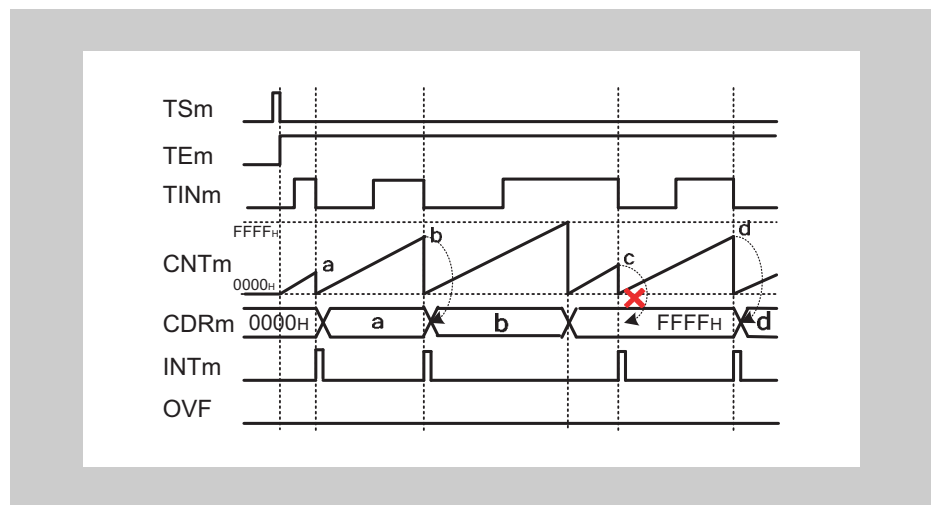 TSm
TEm
TINm
FFFFH
CNTm
0000H
a
b
c
d
CDRm
0000H
a
b
FFFFH
d
INTm
OVF